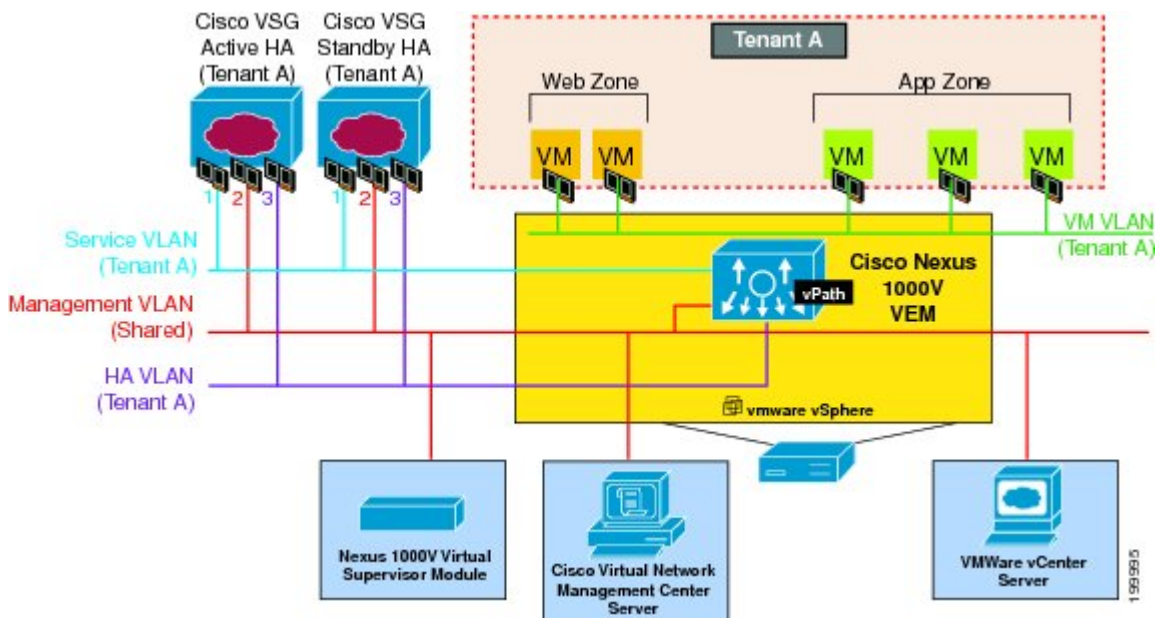 Cisco VSG
Active HA
(Tenant A)
Cisco VSG
Standby HA
(Tenant A)
Tenant A
Web Zone
App Zone
VM
VM
VM
VM
VM
1
2
3
1
2
3
Service VLAN
(Tenant A)
VM VLAN
(Tenant A)
Cisco Nexus
1000V
VEM
vPath
Management VLAN
(Shared)
HA VLAN
(Tenant A)
vmware vSphere
Nexus 1000V Virtual
Supervisor Module
Cisco Virtual Network
Management Center
Server
VMWare vCenter
Server
199995